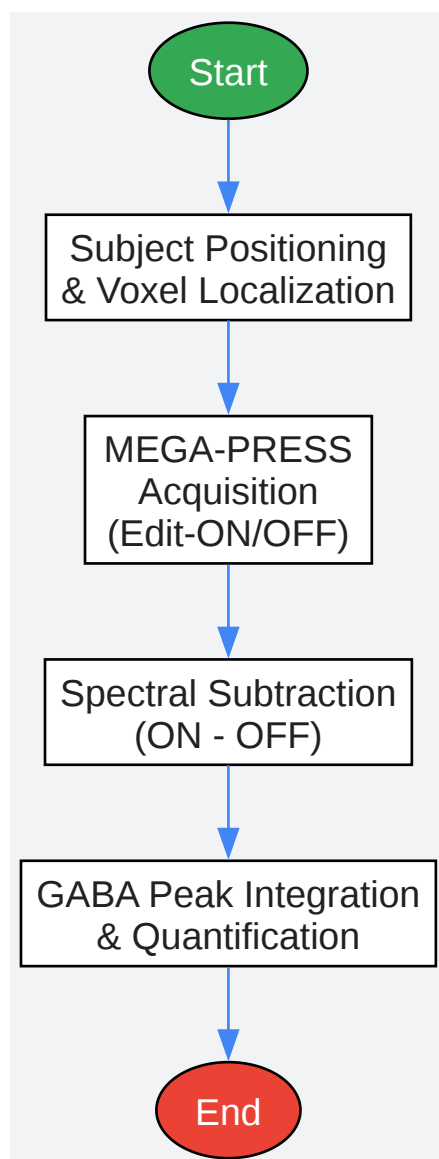 Start
Subject Positioning
& Voxel Localization
MEGA-PRESS
Acquisition
(Edit-ON/OFF)
Spectral Subtraction
(ON - OFF)
GABA Peak Integration
& Quantification
End